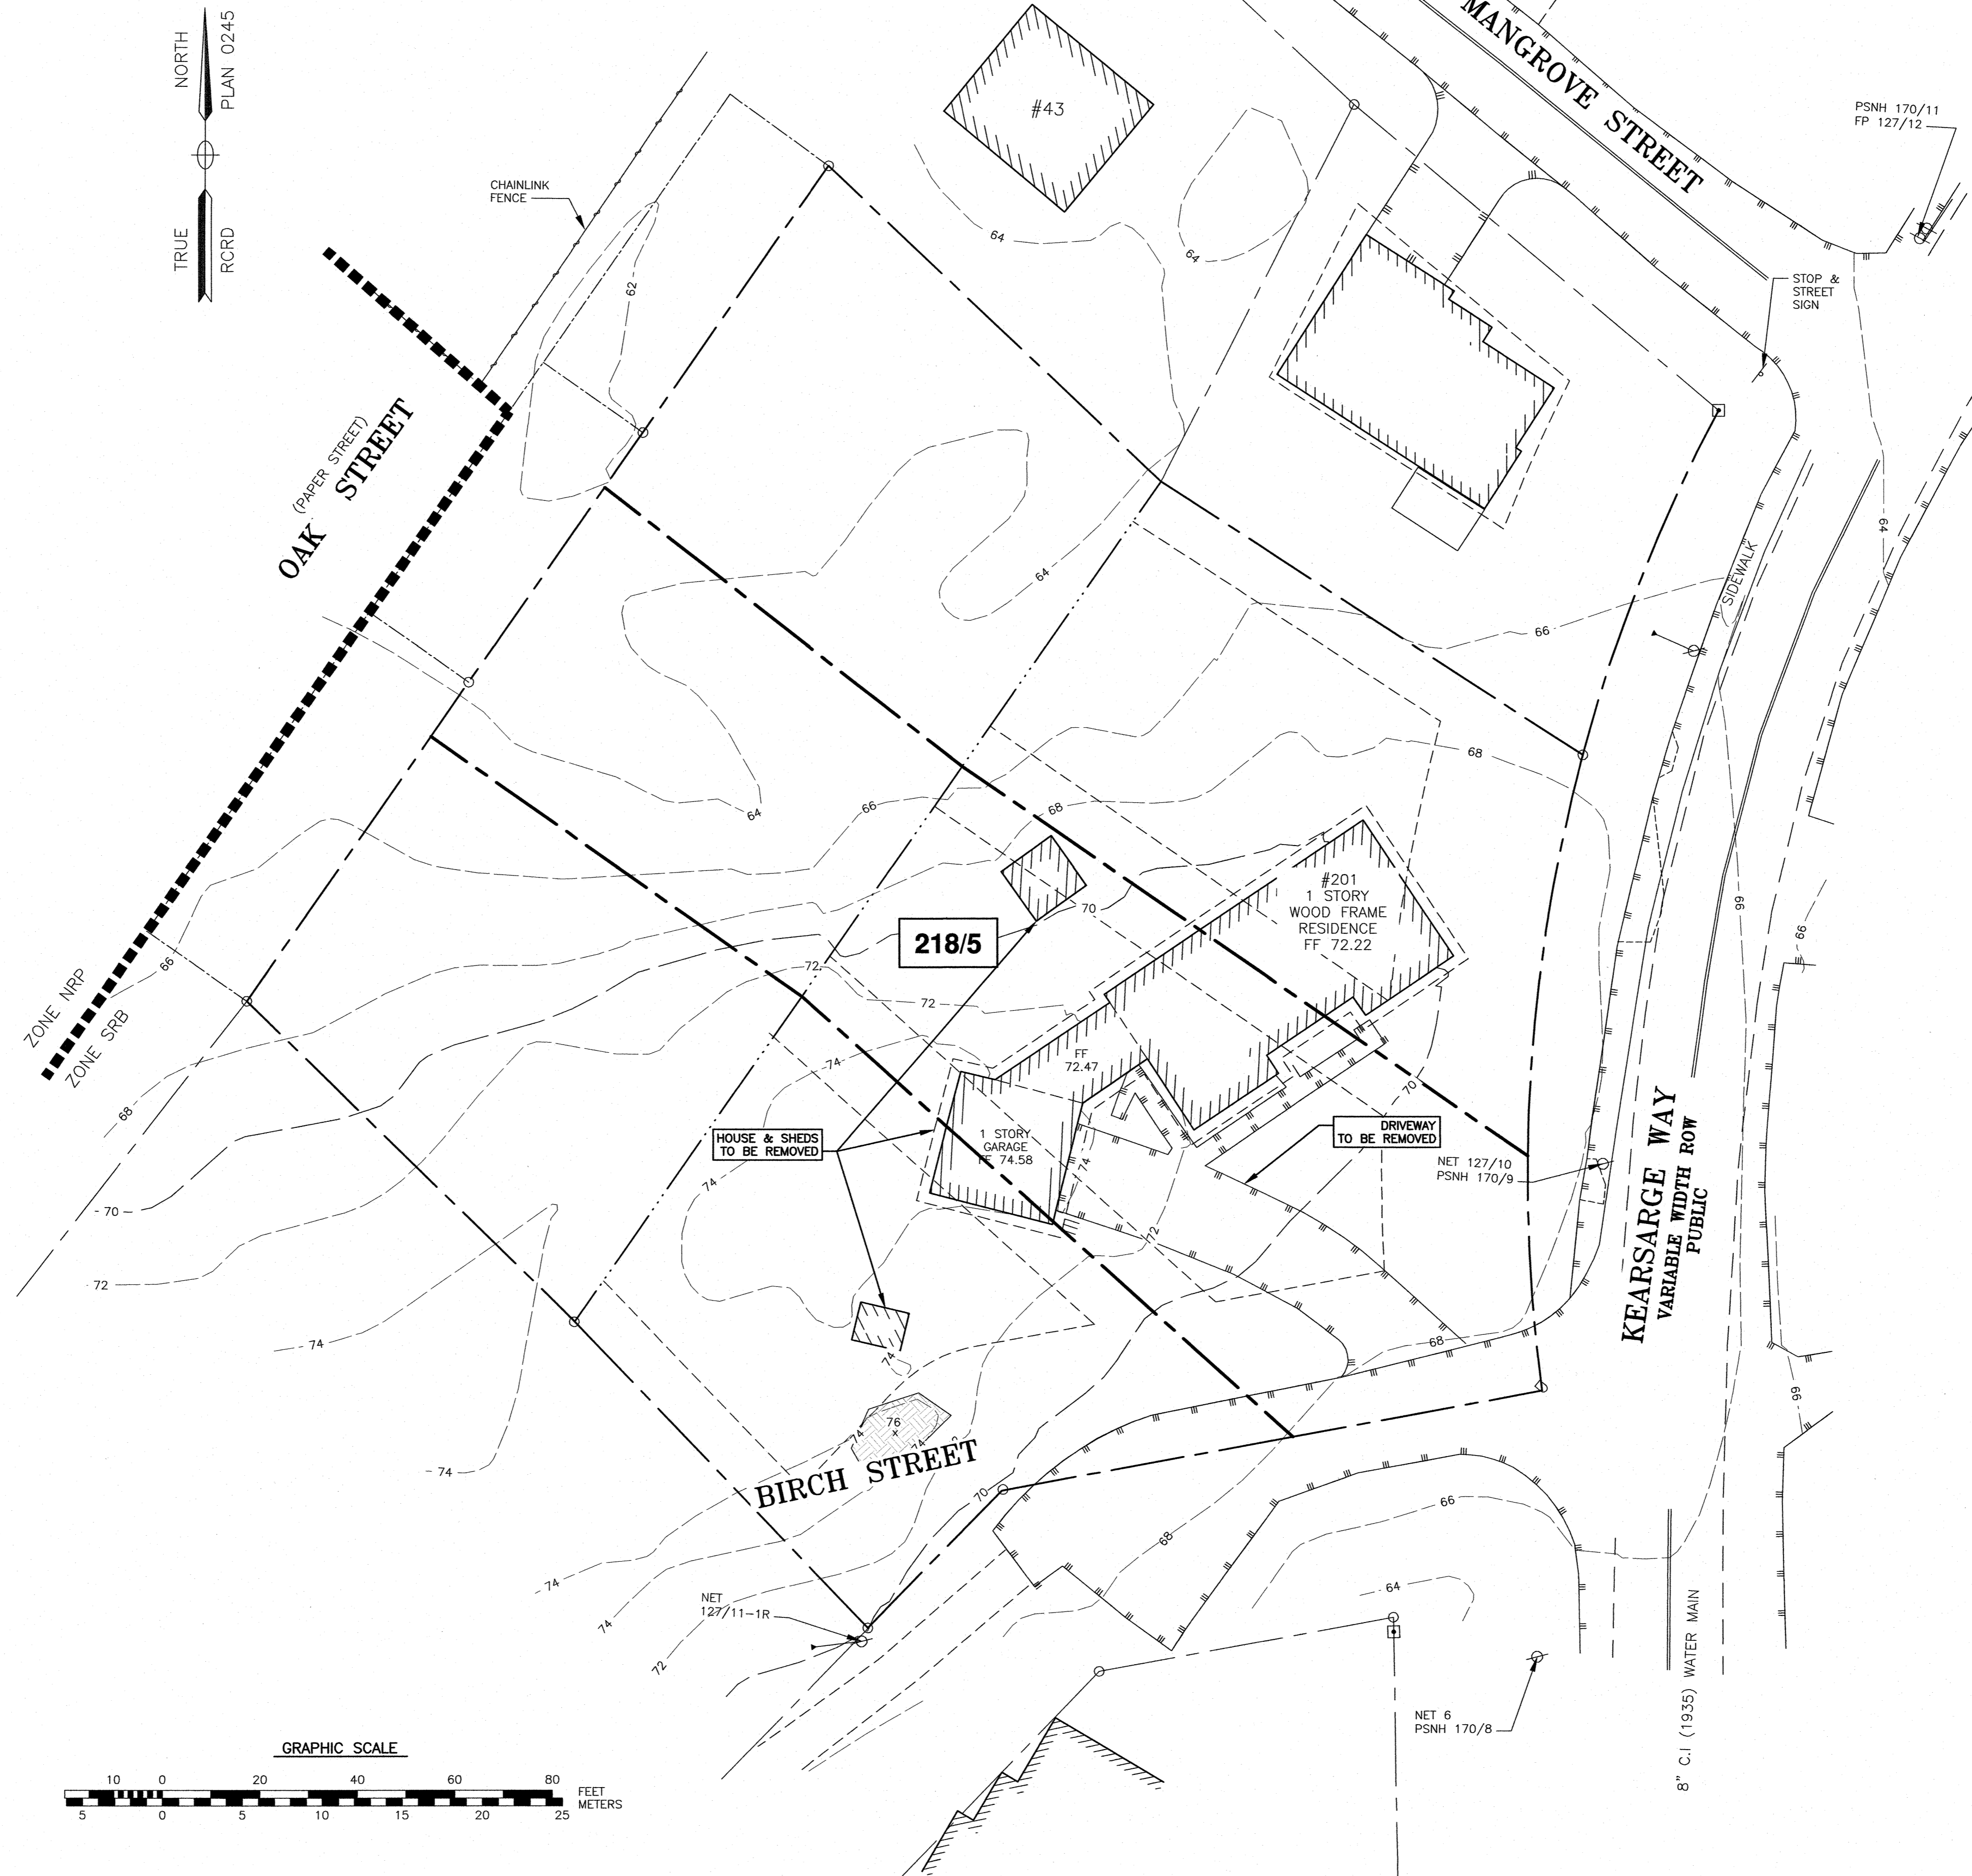 TRUE NORTH
RCRD PLAN 0245
#43
MANGROVE STREET
PSNH 170/11
FP 127/12
CHAINLINK
FENCE
STOP &
STREET
SIGN
64
64
62
(PAPER STREET)
OAK STREET
64
64
SIDEWALK
66
68
66
68
64
66
66
#201
1 STORY
WOOD FRAME
RESIDENCE
FF 72.22
70
218/5
72
72
66
ZONE NRP
ZONE SRB
FF
72.47
74
70
68
HOUSE & SHEDS
TO BE REMOVED
1 STORY
GARAGE
FF 74.58
DRIVEWAY
TO BE REMOVED
NET 127/10
PSNH 170/9
KEARSARGE WAY
VARIABLE WIDTH ROW
PUBLIC
74
74
70
72
72
74
68
74
66
76
74
74
BIRCH STREET
74
70
66
68
74
64
74
NET
127/11-1R
72
8" C.I (1935) WATER MAIN
NET 6
PSNH 170/8
GRAPHIC SCALE
10 0 20 40 60 80
FEET
METERS
5 0 5 10 15 20 25